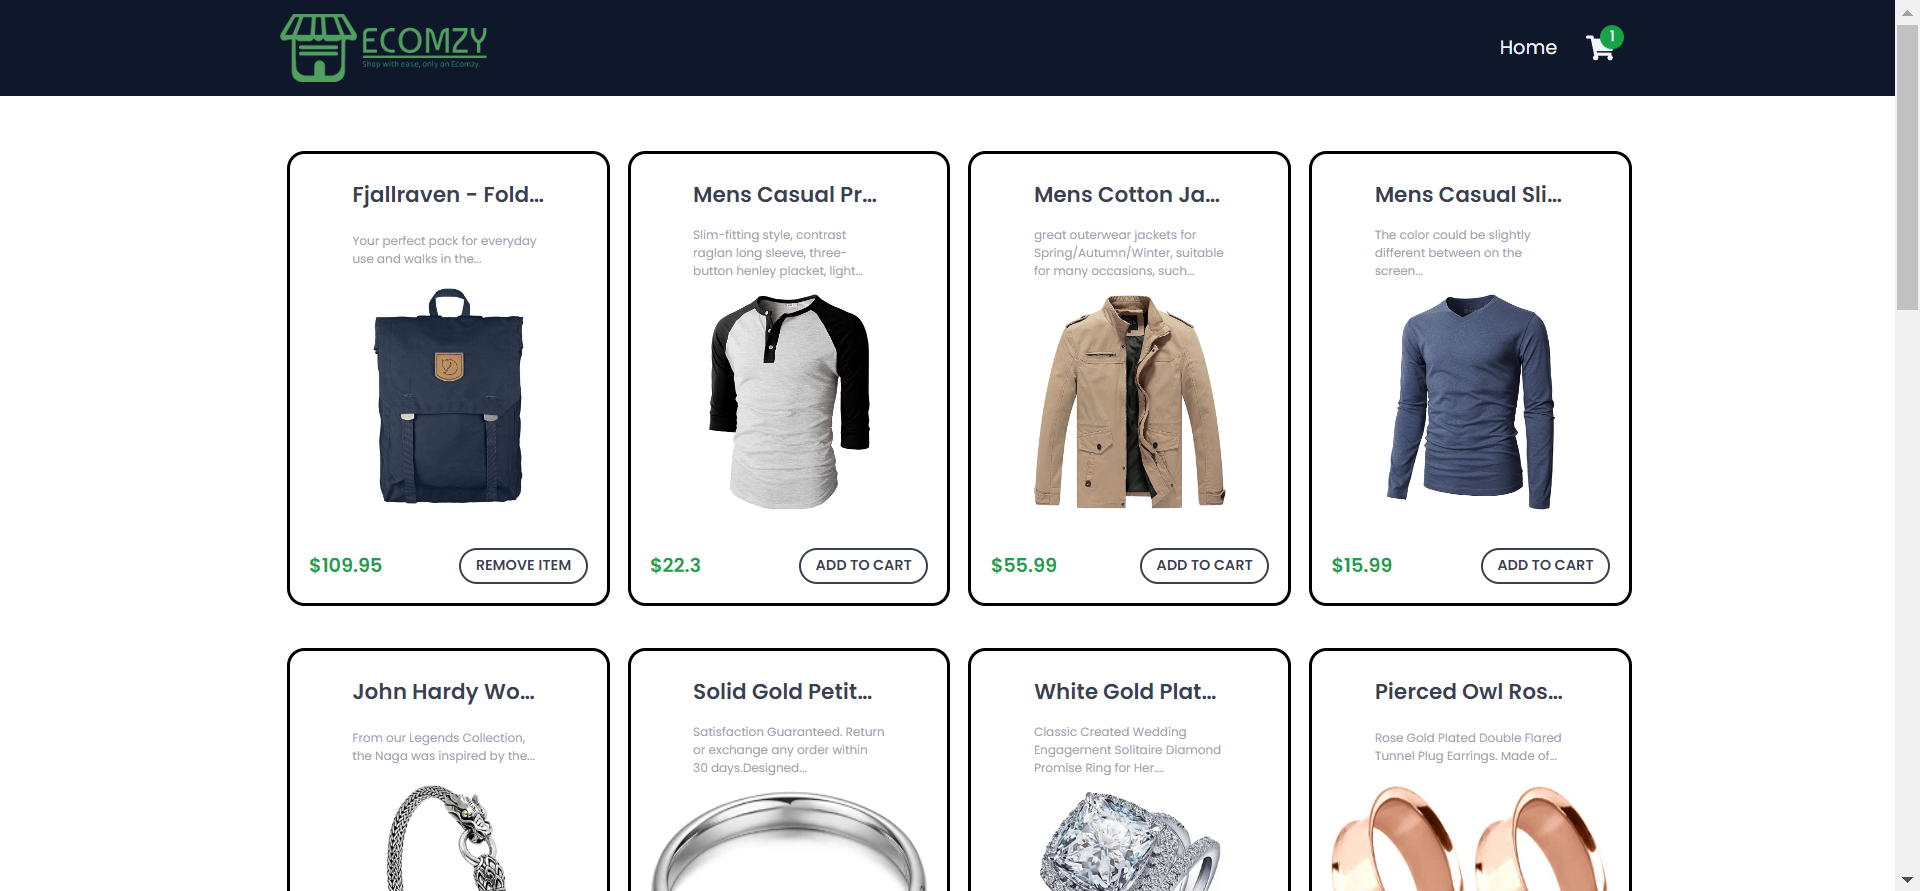 ECOMZY
Shop with ease, only on Ecomzy.
Home
1
Fjallraven - Fold...
Your perfect pack for everyday
use and walks in the...
$109.95
REMOVE ITEM
Mens Casual Pr...
Slim-fitting style, contrast
raglan long sleeve, three-
button henley placket, light...
$22.3
ADD TO CART
Mens Cotton Ja...
great outerwear jackets for
Spring/Autumn/Winter, suitable
for many occasions, such...
$55.99
ADD TO CART
Mens Casual Sli...
The color could be slightly
different between on the
screen...
$15.99
ADD TO CART
John Hardy Wo...
From our Legends Collection,
the Naga was inspired by the...
Solid Gold Petit...
Satisfaction Guaranteed. Return
or exchange any order within
30 days.Designed...
White Gold Plat...
Classic Created Wedding
Engagement Solitaire Diamond
Promise Ring for Her....
Pierced Owl Ros...
Rose Gold Plated Double Flared
Tunnel Plug Earrings. Made of...